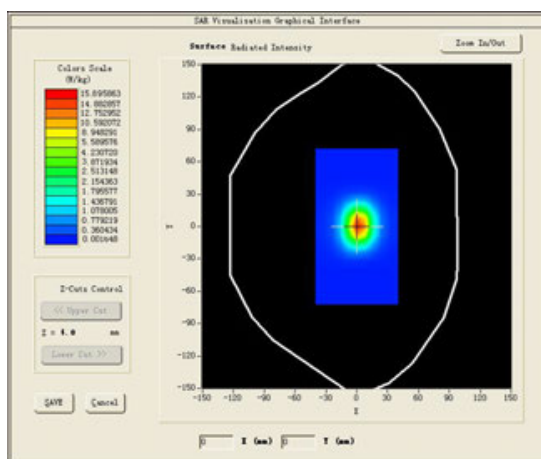 SAR Visualisation Graphical Interface
Surface Radiated Intensity
Zoom In/Out
Colors Scale
(W/kg)
15.895863
14.882857
12.752952
10.592072
8.948291
5.589576
4.230720
3.871934
2.513148
2.154363
1.795577
1.436791
1.078005
0.779219
0.360434
0.001648
150
120
90
60
30
0
-30
-60
-90
-120
-150
Y
-150 -120 -90 -60 -30 0 30 60 90 120 150
X
Z-Cuts Control
<< Upper Cut
Z = 4.0 mm
Lower Cut >>
SAVE Cancel
0 X (mm) 0 Y (mm)